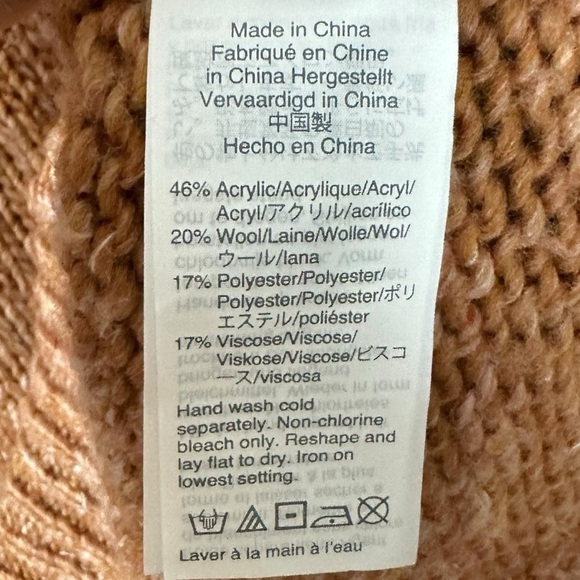 Made in China
Fabriqué en Chine
in China Hergestellt
Vervaardigd in China
中国製
Hecho en China
46% Acrylic/Acrylique/Acryl/
Acryl/アクリル/acrílico
20% Wool/Laine/Wolle/Wol/
ウール/lana
17% Polyester/Polyester/
Polyester/Polyester/ポリ
エステル/poliéster
17% Viscose/Viscose/
Viskose/Viscose/ビスコ
ース/viscosa
Hand wash cold
separately. Non-chlorine
bleach only. Reshape and
lay flat to dry. Iron on
lowest setting.
Laver à la main à l'eau